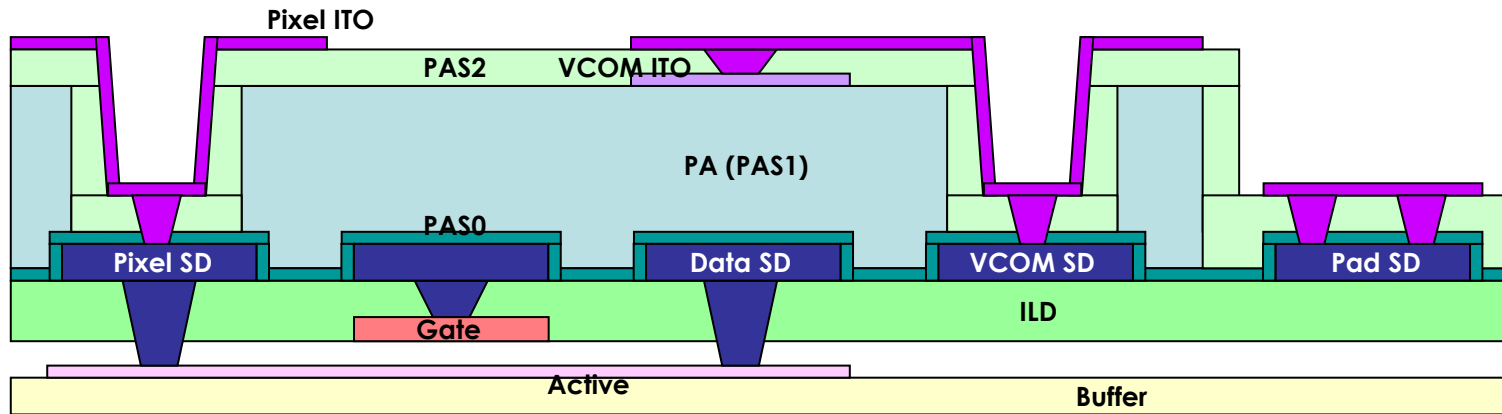 Pixel ITO
PAS2
VCOM ITO
PA (PAS1)
PAS0
Pixel SD
Data SD
VCOM SD
Pad SD
ILD
Gate
Active
Buffer